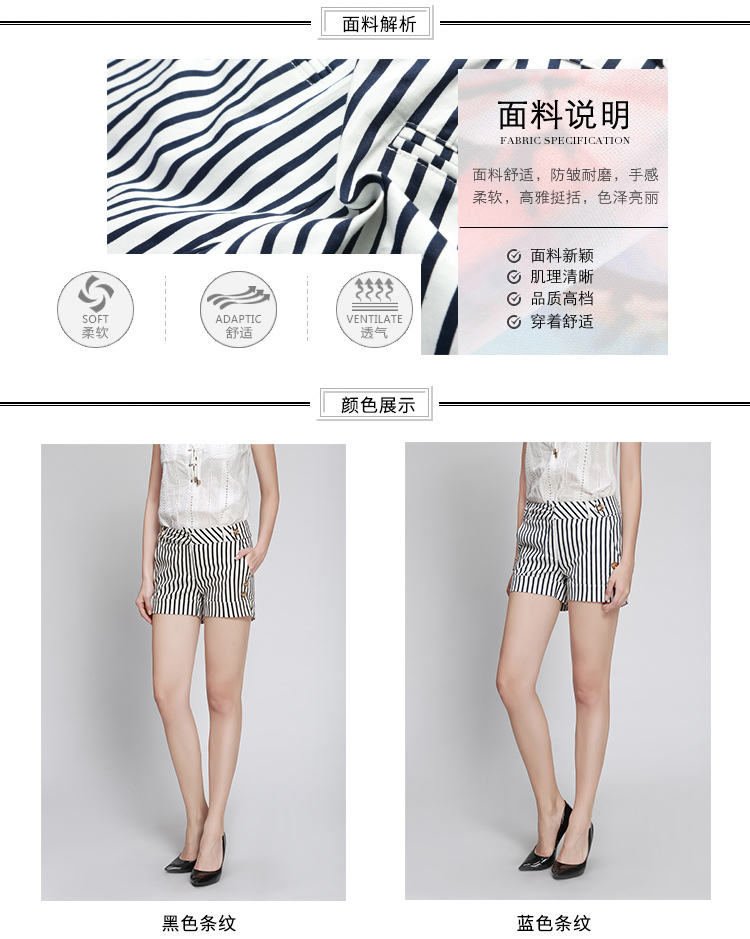 面料解析
面料说明
FABRIC SPECIFICATION
面料舒适，防皱耐磨，手感
柔软，高雅挺括，色泽亮丽
面料新颖
肌理清晰
品质高档
穿着舒适
SOFT
柔软
ADAPTIC
舒适
VENTILATE
透气
颜色展示
黑色条纹
蓝色条纹